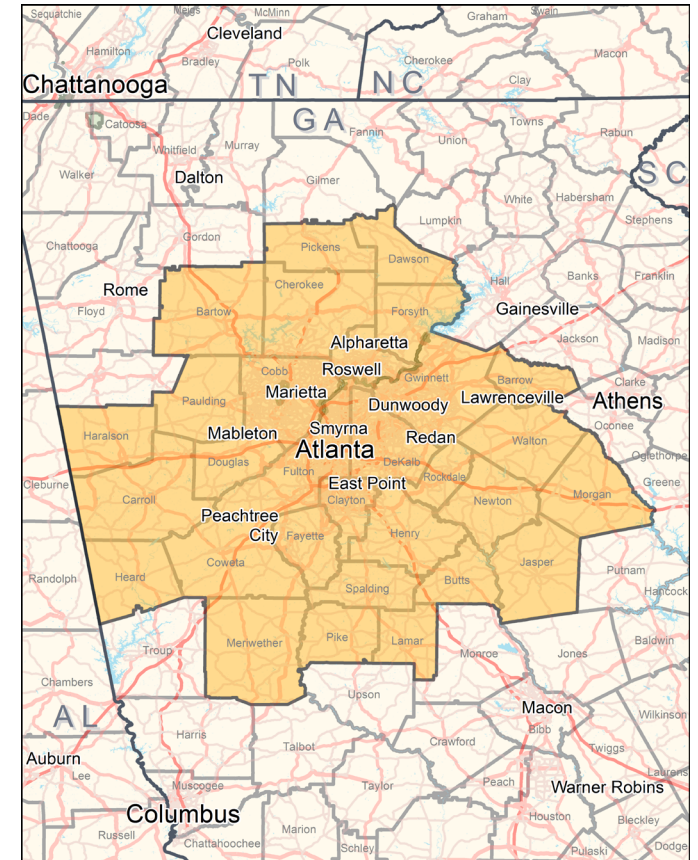 Sequatchie
Meigs
McMinn
Graham
Swain
Cleveland
Hamilton
Bradley
Polk
Cherokee
Macon
Clay
Chattanooga
TN
NC
GA
Dade
Catoosa
Fannin
Union
Towns
Rabun
Whitfield
Murray
Walker
Dalton
Gilmer
SC
White
Habersham
Stephens
Lumpkin
Gordon
Pickens
Chattooga
Dawson
Hall
Banks
Franklin
Rome
Cherokee
Floyd
Bartow
Forsyth
Gainesville
Alpharetta
Jackson
Madison
Cobb
Roswell
Gwinnett
Barrow
Clarke
Marietta
Paulding
Dunwoody
Lawrenceville
Athens
Oconee
Smyrna
Mableton
Redan
Haralson
Walton
Atlanta
Oglethorpe
Douglas
Fulton
DeKalb
Rockdale
Greene
Cleburne
East Point
Carroll
Clayton
Newton
Morgan
Peachtree
City
Fayette
Henry
Coweta
Jasper
Randolph
Heard
Spalding
Butts
Putnam
Hancock
Meriwether
Pike
Lamar
Baldwin
Troup
Monroe
Jones
Chambers
Upson
Macon
AL
Wilkinson
Harris
Bibb
Talbot
Crawford
Twiggs
Auburn
Lee
Laurens
Muscogee
Taylor
Peach
Warner Robins
Columbus
Houston
Bleckley
Russell
Marion
Chattahoochee
Schley
Pulaski
Dodge